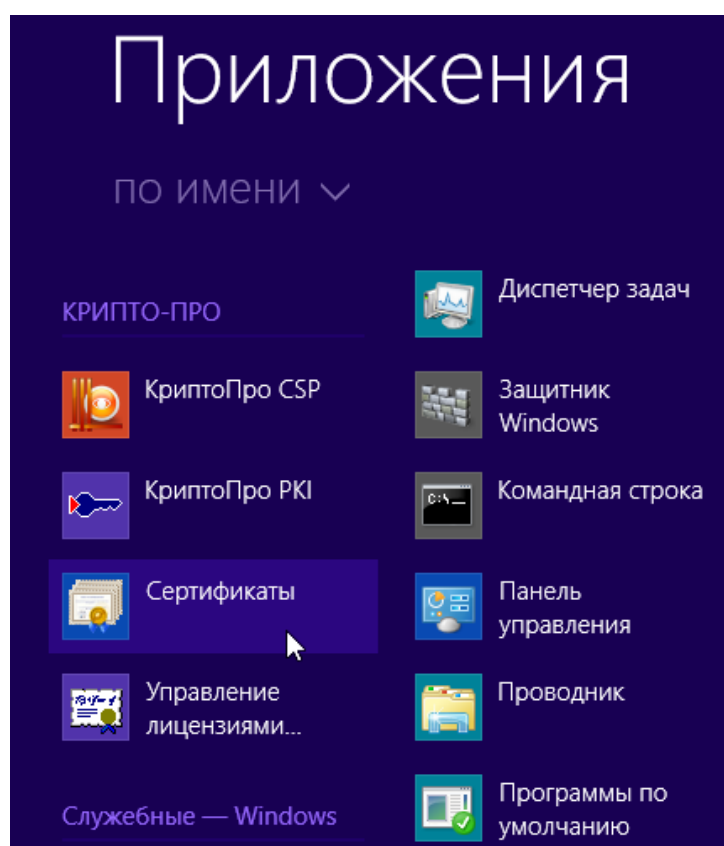 Приложения
по имени
КРИПТО-ПРО
КриптоПро CSP
КриптоПро PKI
Сертификаты
Управление
лицензиями...
Служебные — Windows
Диспетчер задач
Защитник
Windows
C:\_
Командная строка
Панель
управления
Проводник
Программы по
умолчанию